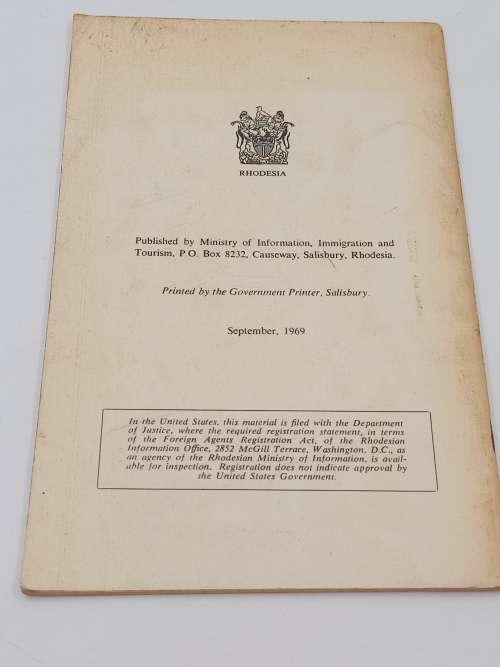 RHODESIA
Published by Ministry of Information, Immigration and
Tourism, P.O. Box 8232, Causeway, Salisbury, Rhodesia.
Printed by the Government Printer, Salisbury.
September, 1969
In the United States, this material is filed with the Department
of Justice, where the required registration statement, in terms
of the Foreign Agents Registration Act, of the Rhodesian
Information Office, 2852 McGill Terrace, Washington, D.C., as
an agency of the Rhodesian Ministry of Information, is avail-
able for inspection. Registration does not indicate approval by
the United States Government.